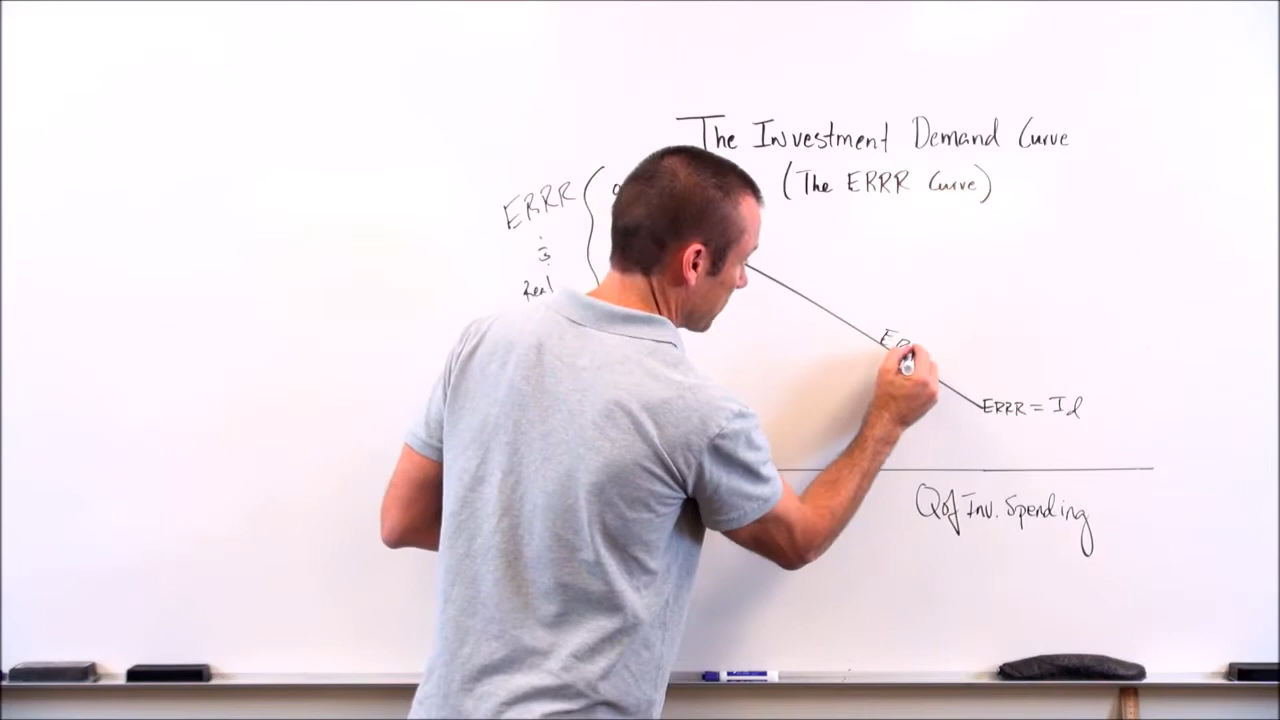 The Investment Demand Curve
(The ERRR Curve)
ERRR
&
Real
ERRR = Id
Q of Inv. Spending